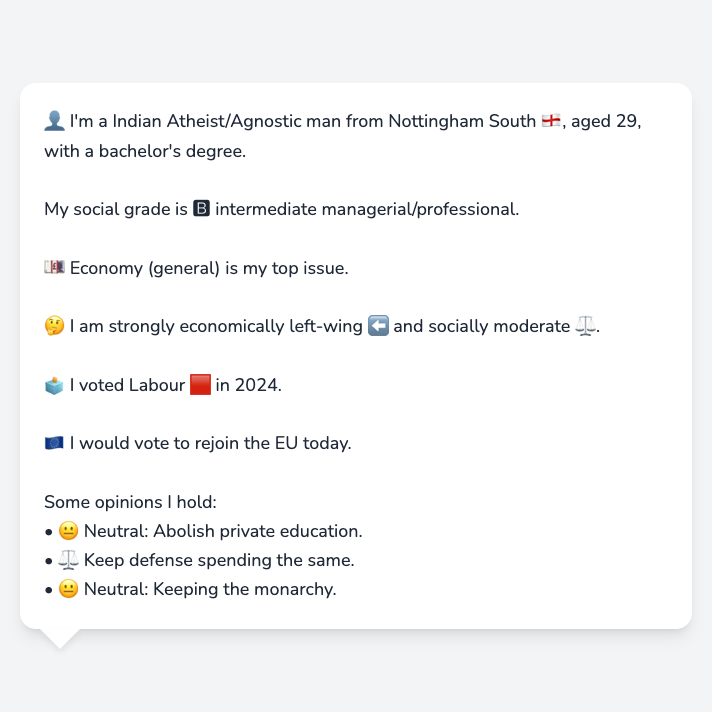 👤 I'm a Indian Atheist/Agnostic man from Nottingham South 🏴󠁧󠁢󠁥󠁮󠁧󠁿, aged 29,
with a bachelor's degree.
My social grade is 🅱 intermediate managerial/professional.
💷 Economy (general) is my top issue.
🤔 I am strongly economically left-wing ⬅️ and socially moderate ⚖️.
🗳️ I voted Labour 🟥 in 2024.
🇪🇺 I would vote to rejoin the EU today.
Some opinions I hold:
• 😐 Neutral: Abolish private education.
• ⚖️ Keep defense spending the same.
• 😐 Neutral: Keeping the monarchy.